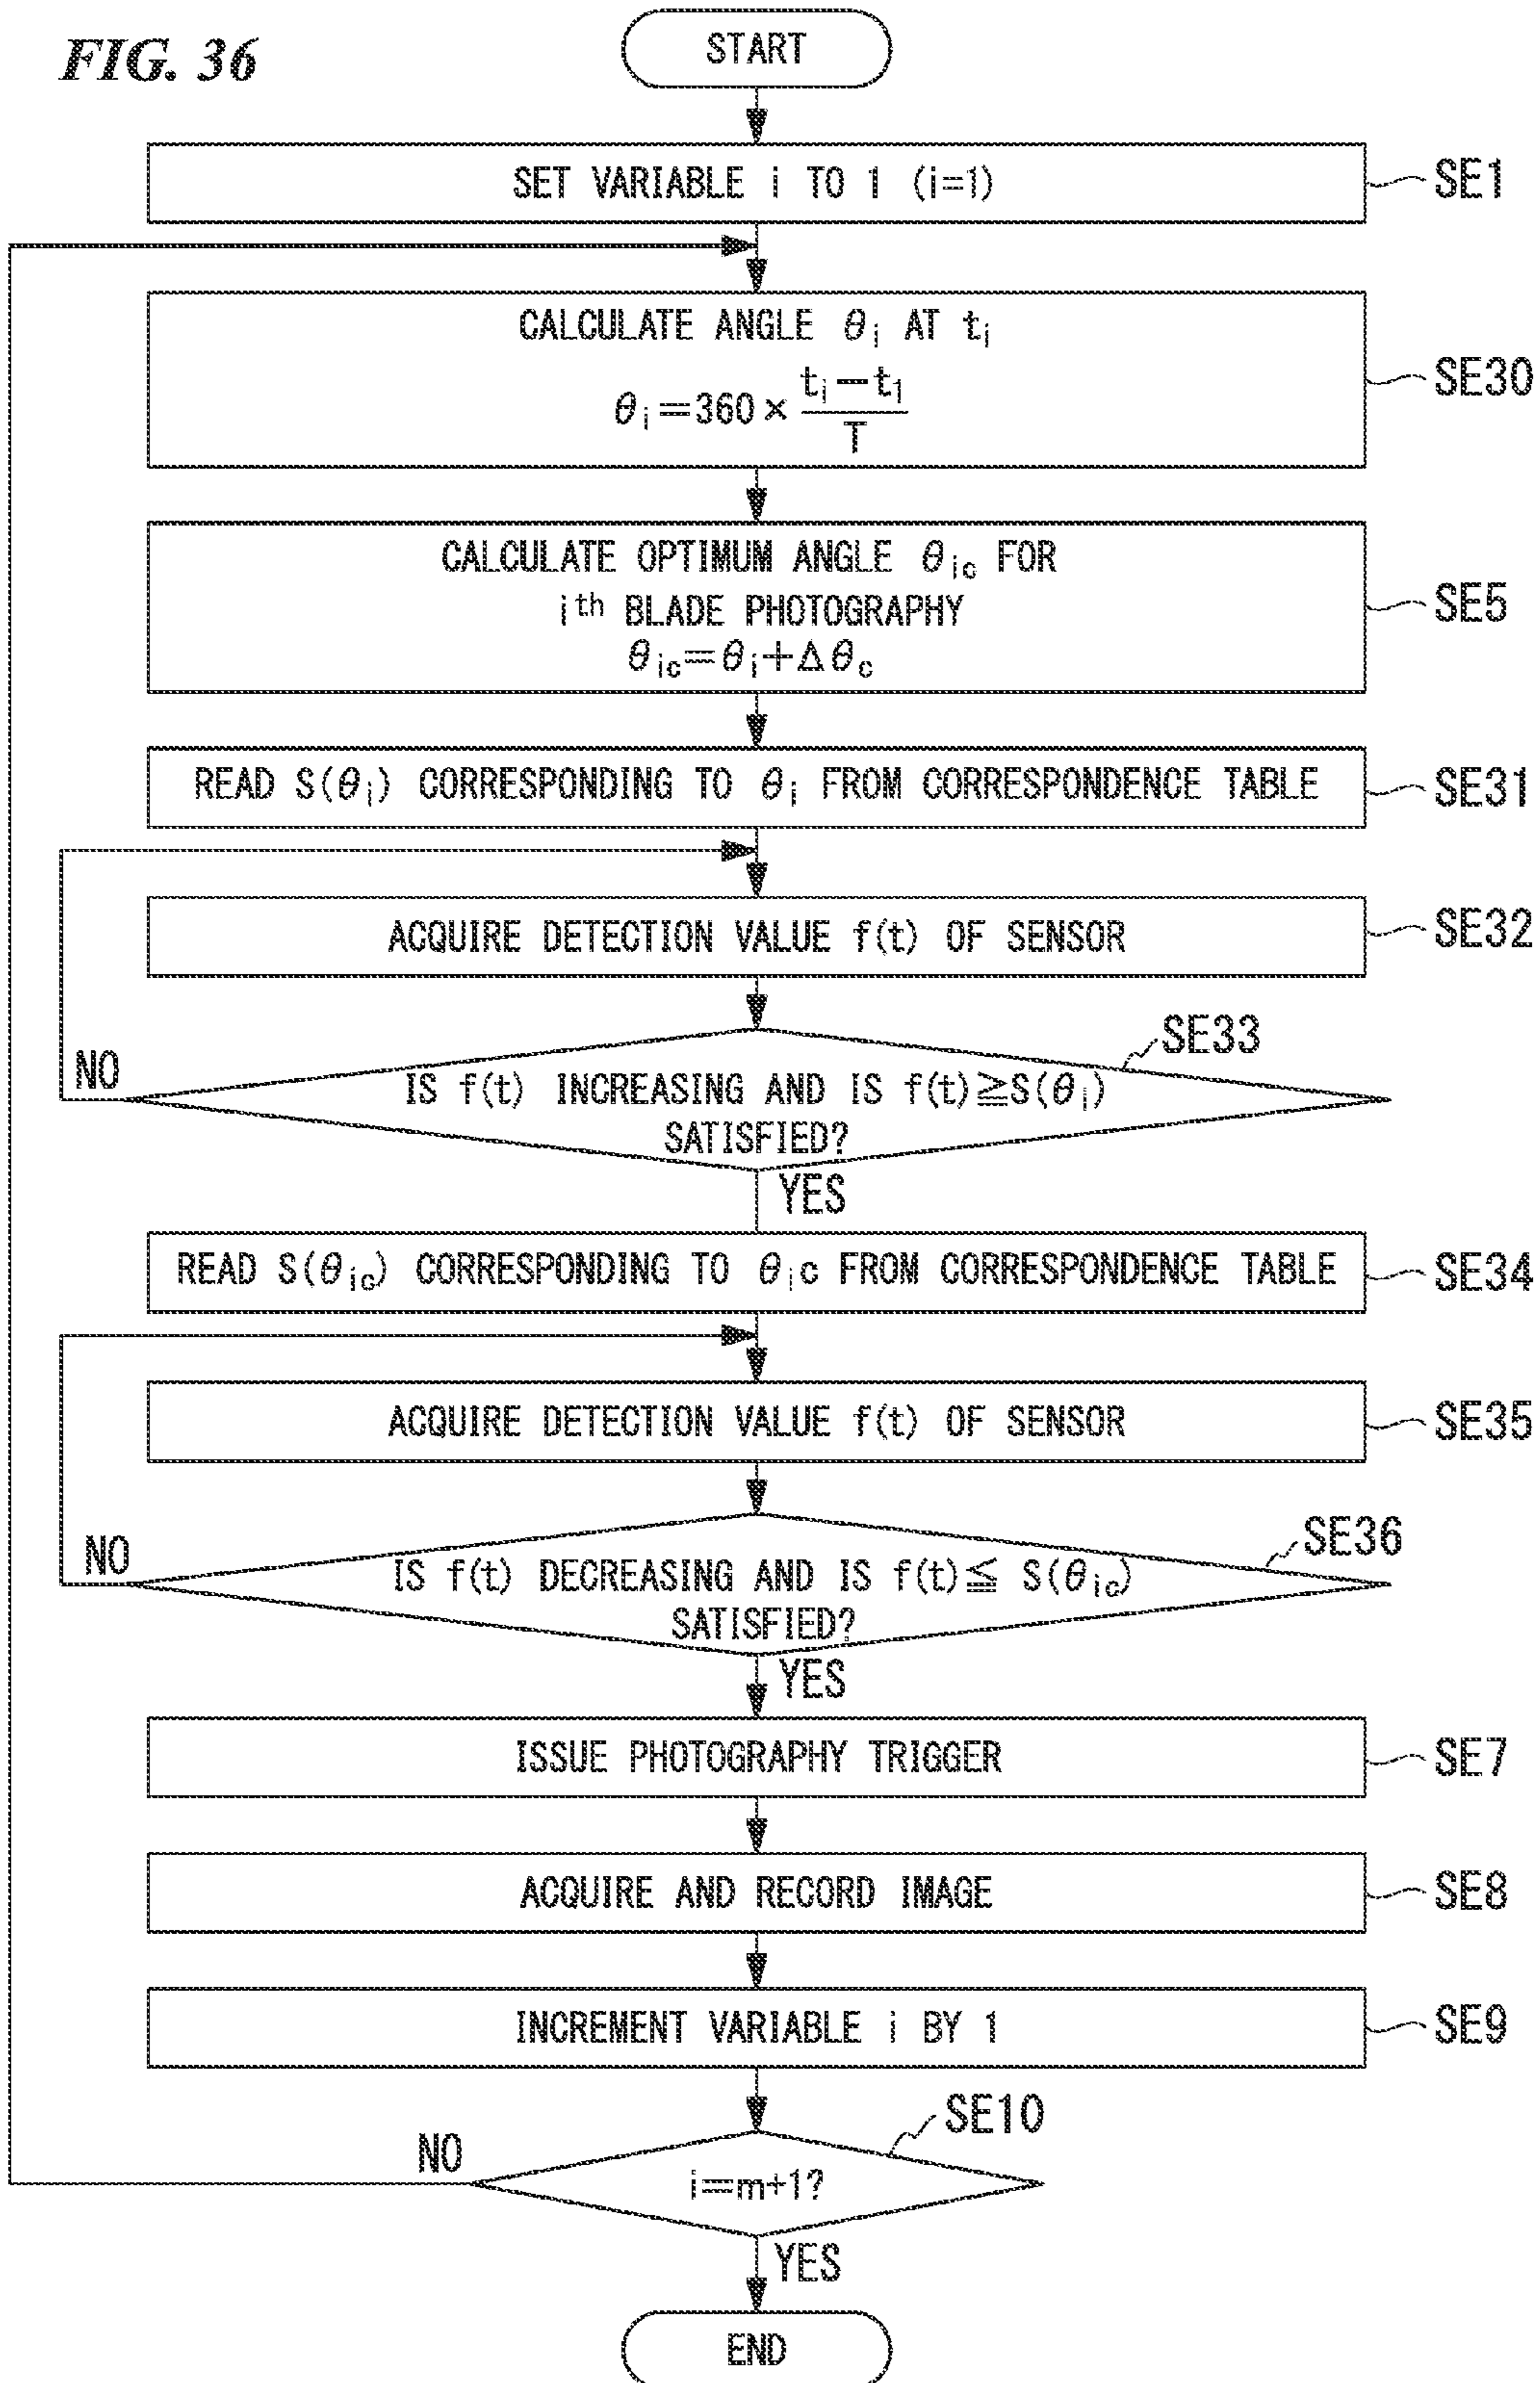 FIG. 36
START
SET VARIABLE i TO 1 (i=1)
SE1
CALCULATE ANGLE θi AT ti
θi=360× (ti−t1)/T
SE30
CALCULATE OPTIMUM ANGLE θic FOR
ith BLADE PHOTOGRAPHY
θic=θi+Δθc
SE5
READ S(θi) CORRESPONDING TO θi FROM CORRESPONDENCE TABLE
SE31
ACQUIRE DETECTION VALUE f(t) OF SENSOR
SE32
SE33
NO
IS f(t) INCREASING AND IS f(t)≧S(θi)
SATISFIED?
YES
READ S(θic) CORRESPONDING TO θic FROM CORRESPONDENCE TABLE
SE34
ACQUIRE DETECTION VALUE f(t) OF SENSOR
SE35
SE36
NO
IS f(t) DECREASING AND IS f(t)≦ S(θic)
SATISFIED?
YES
ISSUE PHOTOGRAPHY TRIGGER
SE7
ACQUIRE AND RECORD IMAGE
SE8
INCREMENT VARIABLE i BY 1
SE9
SE10
NO
i=m+1?
YES
END